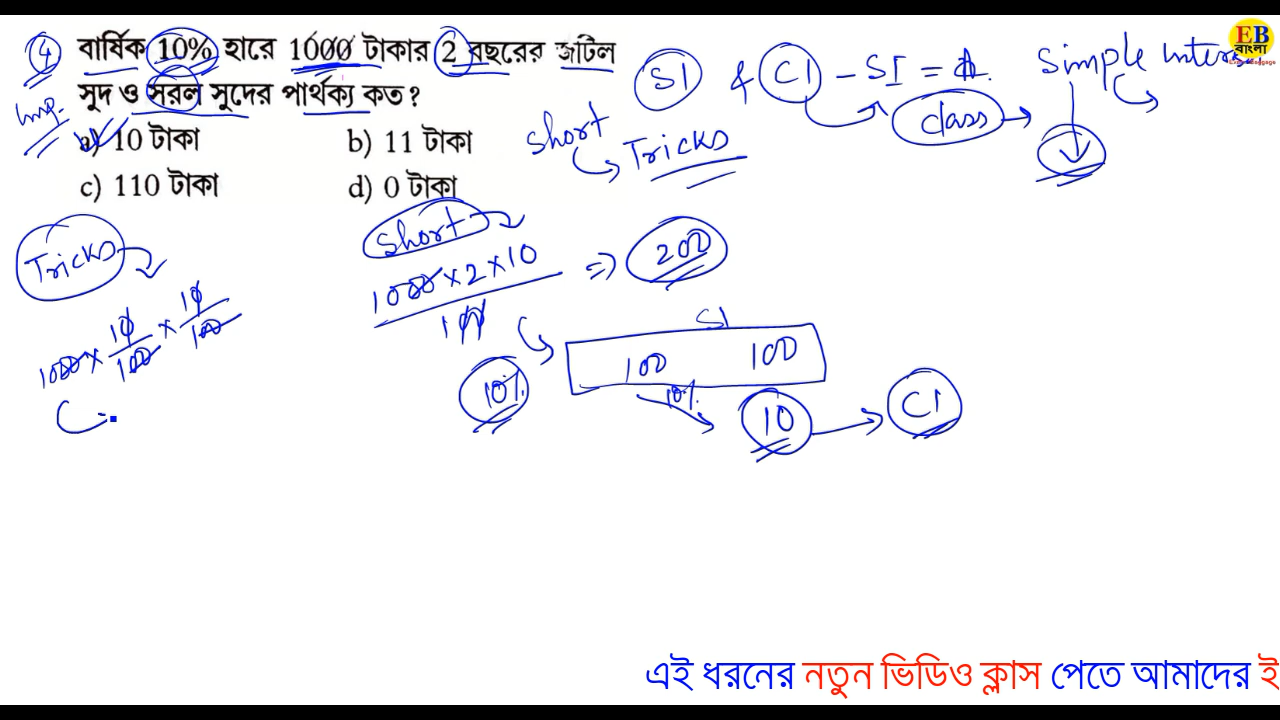 4 বার্ষিক 10% হারে 1000 টাকার 2 বছরের জটিল
সুদ ও সরল সুদের পার্থক্য কত?
Imp.
a) 10 টাকা b) 11 টাকা
c) 110 টাকা d) 0 টাকা
SI & CI - SI =
class
Simple
EB
বাংলা
Short
Tricks
Tricks
1000 × 10/100 × 10/100
Short
1000 × 2 × 10 / 100 ⇒ 200
SI
10% 100 100
10%
10 → CI
এই ধরনের নতুন ভিডিও ক্লাস পেতে আমাদের ই